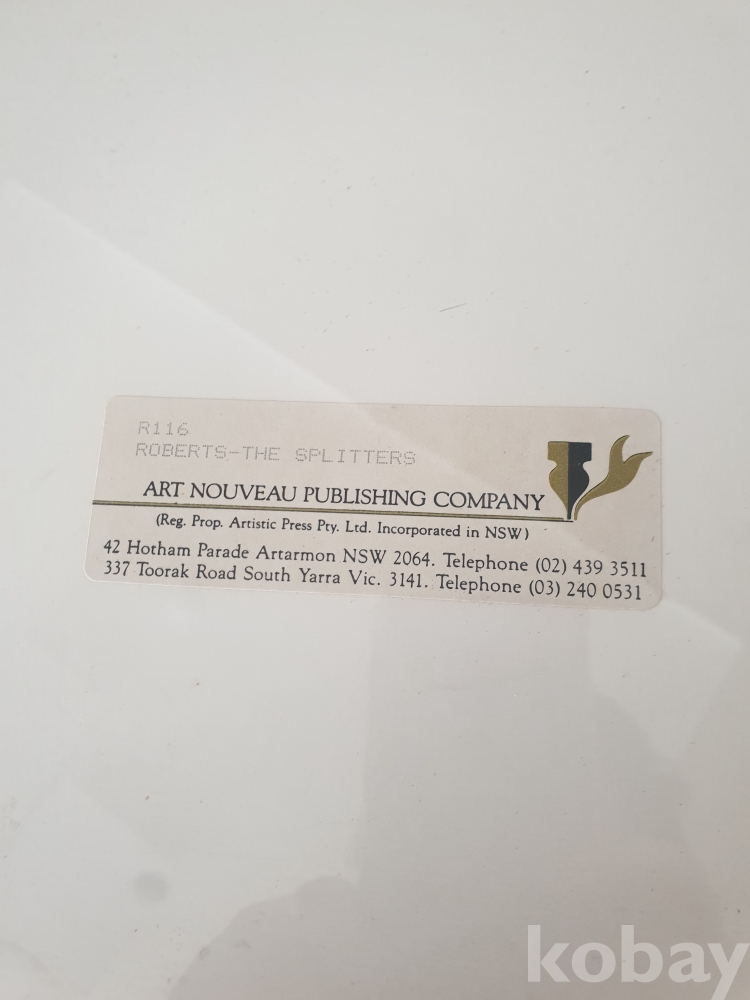 R116
ROBERTS-THE SPLITTERS
ART NOUVEAU PUBLISHING COMPANY
(Reg. Prop. Artistic Press Pty. Ltd. Incorporated in NSW)
42 Hotham Parade Artarmon NSW 2064. Telephone (02) 439 3511
337 Toorak Road South Yarra Vic. 3141. Telephone (03) 240 0531
kobay